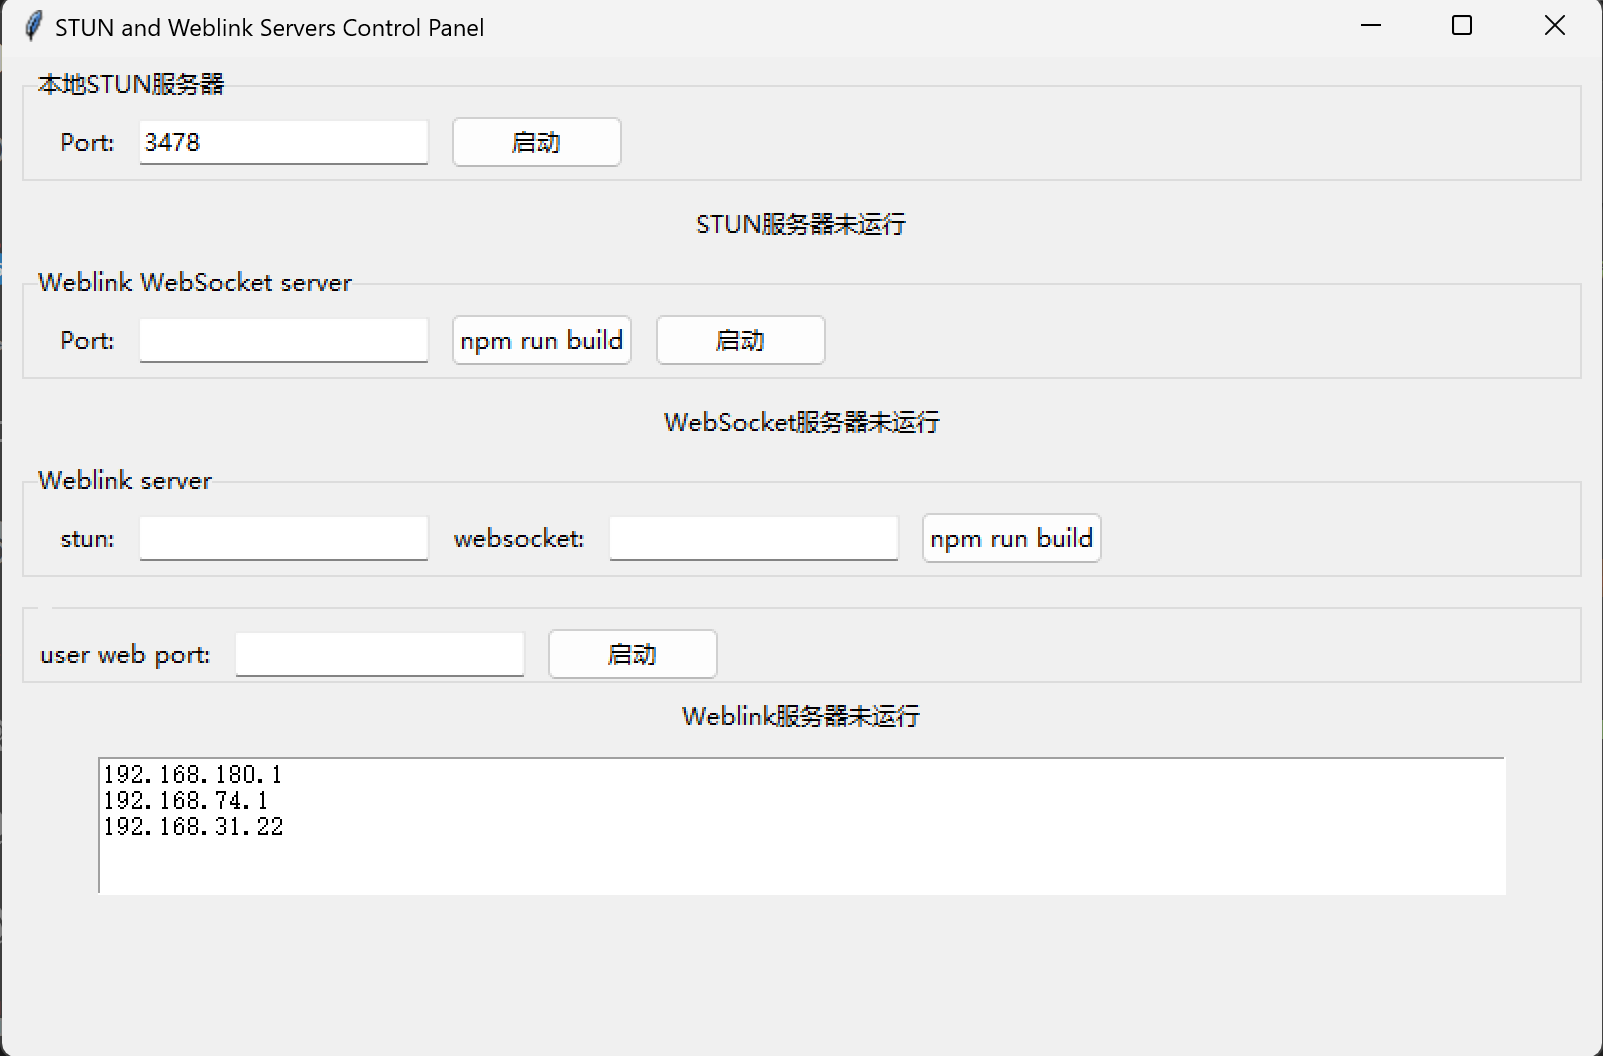 STUN and Weblink Servers Control Panel
本地STUN服务器
Port: 3478 启动
STUN服务器未运行
Weblink WebSocket server
Port: npm run build 启动
WebSocket服务器未运行
Weblink server
stun: websocket: npm run build
user web port: 启动
Weblink服务器未运行
192.168.180.1
192.168.74.1
192.168.31.22